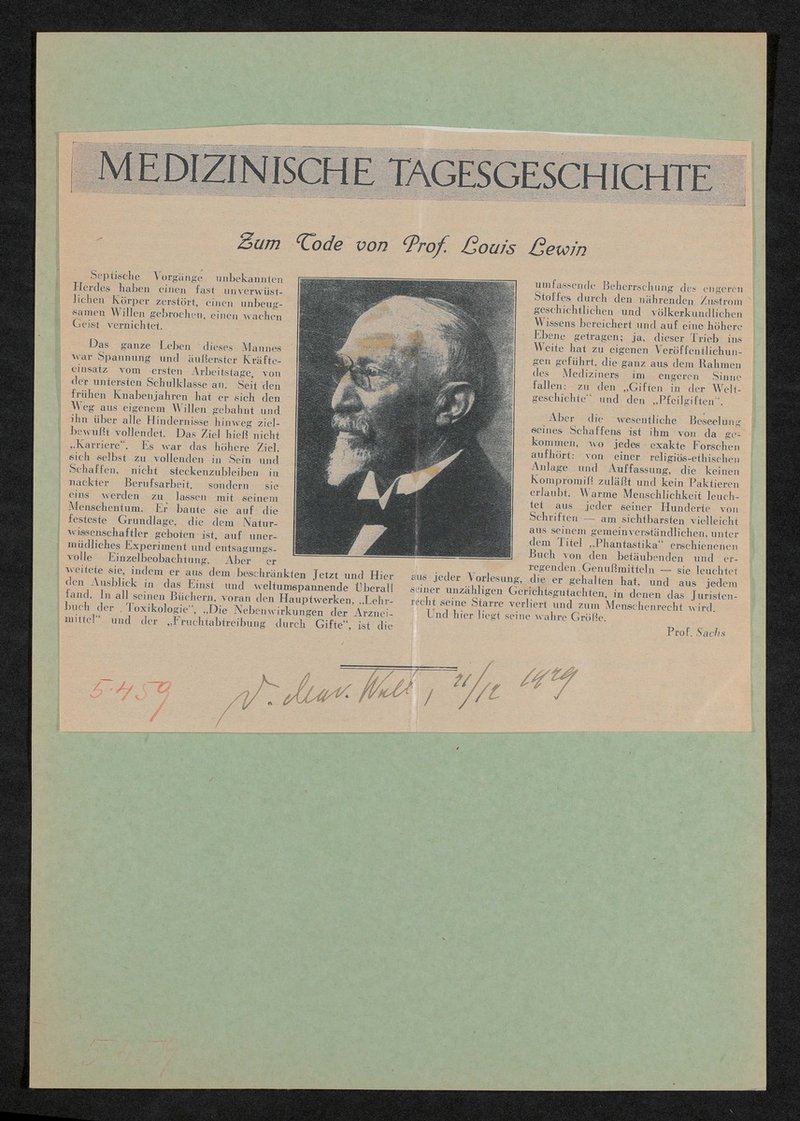 MEDIZINISCHE TAGESGESCHICHTE
Zum Tode von Prof. Louis Lewin
Septische Vorgänge unbekannten
Herdes haben einen fast unverwüst-
lichen Körper zerstört, einen unbeug-
samen Willen gebrochen, einen wachen
Geist vernichtet.
Das ganze Leben dieses Mannes
war Spannung und äußerster Kräfte-
einsatz vom ersten Arbeitstage, von
der untersten Schulklasse an. Seit den
frühen Knabenjahren hat er sich den
Weg aus eigenem Willen gebahnt und
ihn über alle Hindernisse hinweg ziel-
bewußt vollendet. Das Ziel hieß nicht
„Karriere“. Es war das höhere Ziel,
sich selbst zu vollenden in Sein und
Schaffen, nicht steckenzubleiben in
nackter Berufsarbeit, sondern sie
eins werden zu lassen mit seinem
Menschentum. Er baute sie auf die
festeste Grundlage, die dem Natur-
wissenschaftler geboten ist, auf uner-
müdliches Experiment und entsagungs-
volle Einzelbeobachtung. Aber er
weitete sie, indem er aus dem beschränkten Jetzt und Hier
den Ausblick in das Einst und weltumspannende Überall
fand. In all seinen Büchern, voran den Hauptwerken, „Lehr-
buch der Toxikologie“, „Die Nebenwirkungen der Arznei-
mittel“ und der „Fruchtabtreibung durch Gifte“, ist die
umfassende Beherrschung des engeren
Stoffes durch den nährenden Zustrom
geschichtlichen und völkerkundlichen
Wissens bereichert und auf eine höhere
Ebene getragen; ja, dieser Trieb ins
Weite hat zu eigenen Veröffentlichun-
gen geführt, die ganz aus dem Rahmen
des Mediziners im engeren Sinne
fallen: zu den „Giften in der Welt-
geschichte“ und den „Pfeilgiften“.
Aber die wesentliche Beseelung
seines Schaffens ist ihm von da ge-
kommen, wo jedes exakte Forschen
aufhört: von einer religiös-ethischen
Anlage und Auffassung, die keinen
Kompromiß zuläßt und kein Paktieren
erlaubt. Warme Menschlichkeit leuch-
tet aus jeder seiner Hunderte von
Schriften — am sichtbarsten vielleicht
aus seinem gemeinverständlichen, unter
dem Titel „Phantastika“ erschienenen
Buch von den betäubenden und er-
regenden Genußmitteln — sie leuchtet
aus jeder Vorlesung, die er gehalten hat, und aus jedem
seiner unzähligen Gerichtsgutachten, in denen das Juristen-
recht seine Starre verliert und zum Menschenrecht wird.
Und hier liegt seine wahre Größe.
Prof. Sachs
5·459
21/12 1929
5459